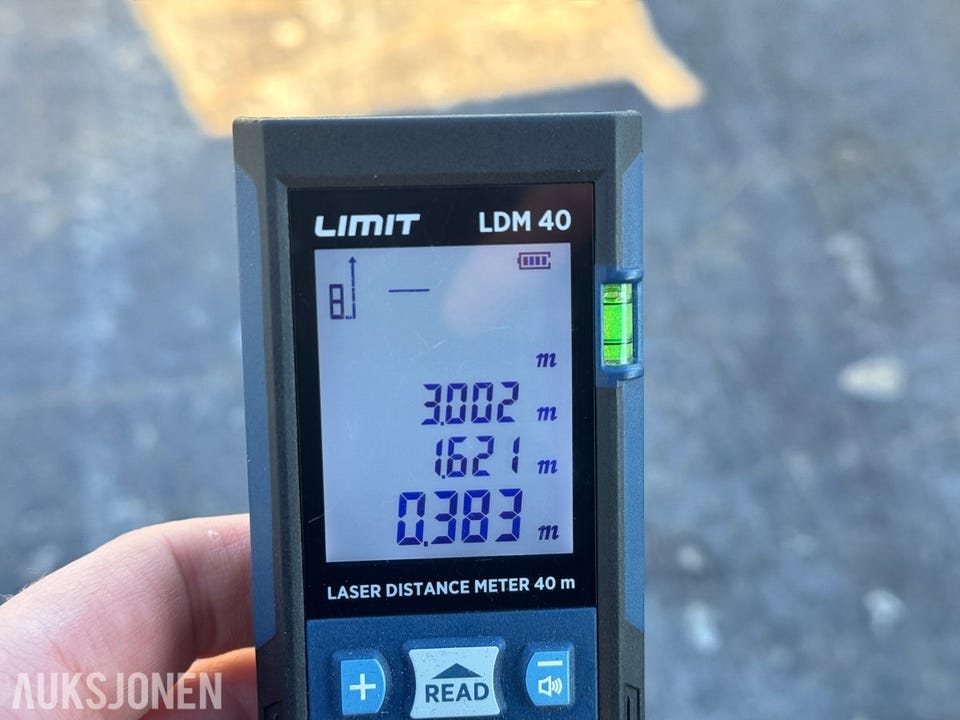 LIMIT LDM 40
m
3.002 m
1.621 m
0.383 m
LASER DISTANCE METER 40 m
+ READ -
AUKSJONEN